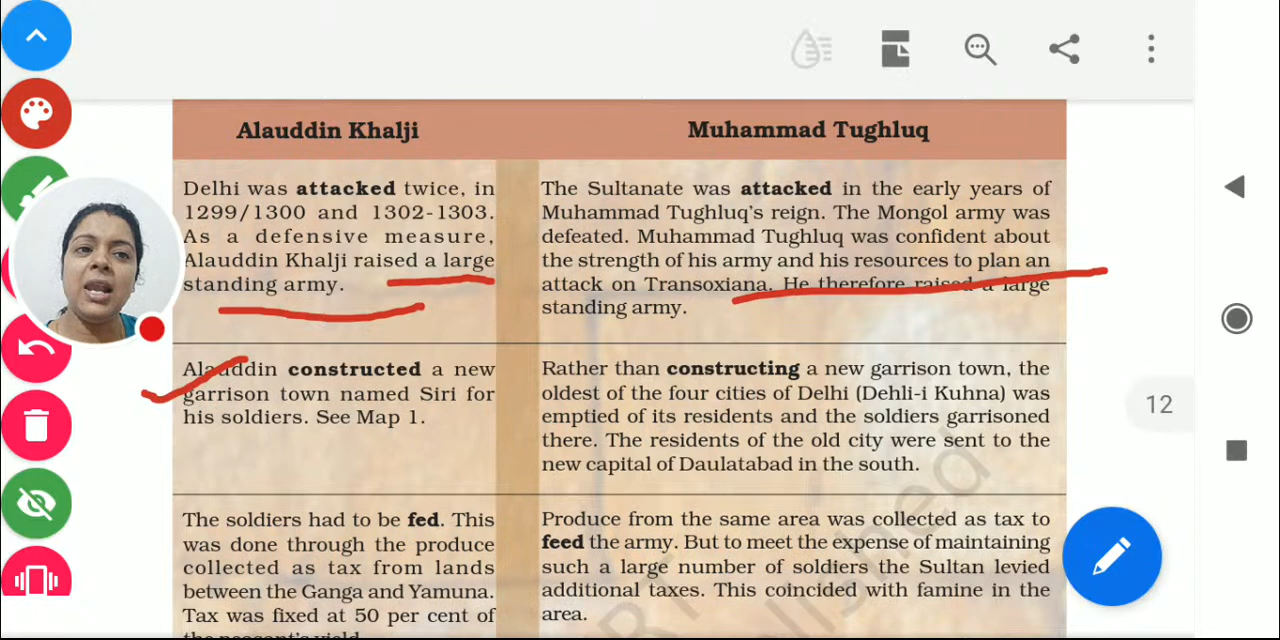 Alauddin Khalji
Muhammad Tughluq
Delhi was attacked twice, in
1299/1300 and 1302-1303.
As a defensive measure,
Alauddin Khalji raised a large
standing army.
The Sultanate was attacked in the early years of
Muhammad Tughluq's reign. The Mongol army was
defeated. Muhammad Tughluq was confident about
the strength of his army and his resources to plan an
attack on Transoxiana. He therefore raised a large
standing army.
Alauddin constructed a new
garrison town named Siri for
his soldiers. See Map 1.
Rather than constructing a new garrison town, the
oldest of the four cities of Delhi (Dehli-i Kuhna) was
emptied of its residents and the soldiers garrisoned
there. The residents of the old city were sent to the
new capital of Daulatabad in the south.
The soldiers had to be fed. This
was done through the produce
collected as tax from lands
between the Ganga and Yamuna.
Tax was fixed at 50 per cent of
the peasant's yield.
Produce from the same area was collected as tax to
feed the army. But to meet the expense of maintaining
such a large number of soldiers the Sultan levied
additional taxes. This coincided with famine in the
area.
12